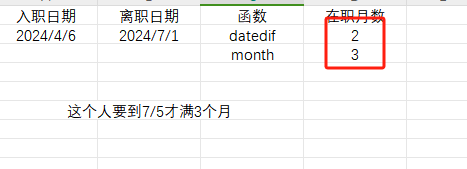 入职日期 离职日期 函数 在职月数
2024/4/6 2024/7/1 datedif 2
month 3
这个人要到7/5才满3个月